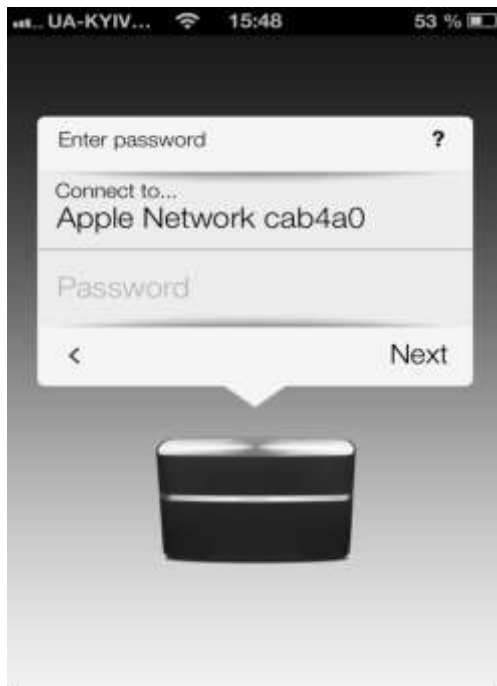 UA-KYIV... 15:48 53 %
Enter password ?
Connect to...
Apple Network cab4a0
Password
< Next